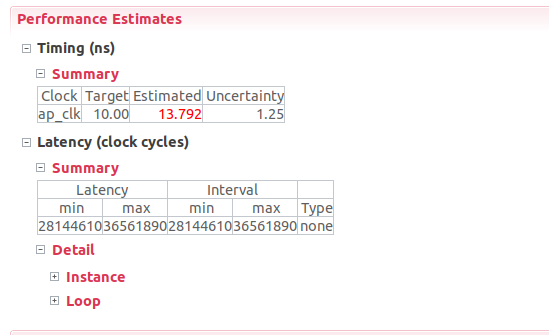 Performance Estimates
Timing (ns)
Summary
Clock Target Estimated Uncertainty
ap_clk 10.00 13.792 1.25
Latency (clock cycles)
Summary
Latency Interval
min max min max Type
28144610 36561890 28144610 36561890 none
Detail
Instance
Loop